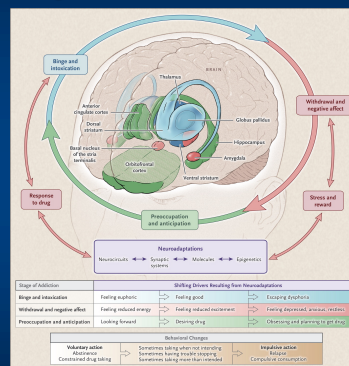 BRAIN
Thalamus
Binge and
intoxication
Withdrawal and
negative affect
Anterior
cingulate cortex
Globus pallidus
Dorsal
striatum
Hippocampus
Basal nucleus
of the stria
terminalis
Amygdala
Orbitofrontal
cortex
Ventral striatum
Response
to drug
Stress and
reward
Preoccupation
and anticipation
Neuroadaptations
Neurocircuits Synaptic systems Molecules Epigenetics
Stage of Addiction Shifting Drivers Resulting from Neuroadaptations
Binge and intoxication Feeling euphoric Feeling good Escaping dysphoria
Withdrawal and negative affect Feeling reduced energy Feeling reduced excitement Feeling depressed, anxious, restless
Preoccupation and anticipation Looking forward Desiring drug Obsessing and planning to get drug
Behavioral Changes
Voluntary action Sometimes taking when not intending Impulsive action
Abstinence Sometimes having trouble stopping Relapse
Constrained drug taking Sometimes taking more than intended Compulsive consumption